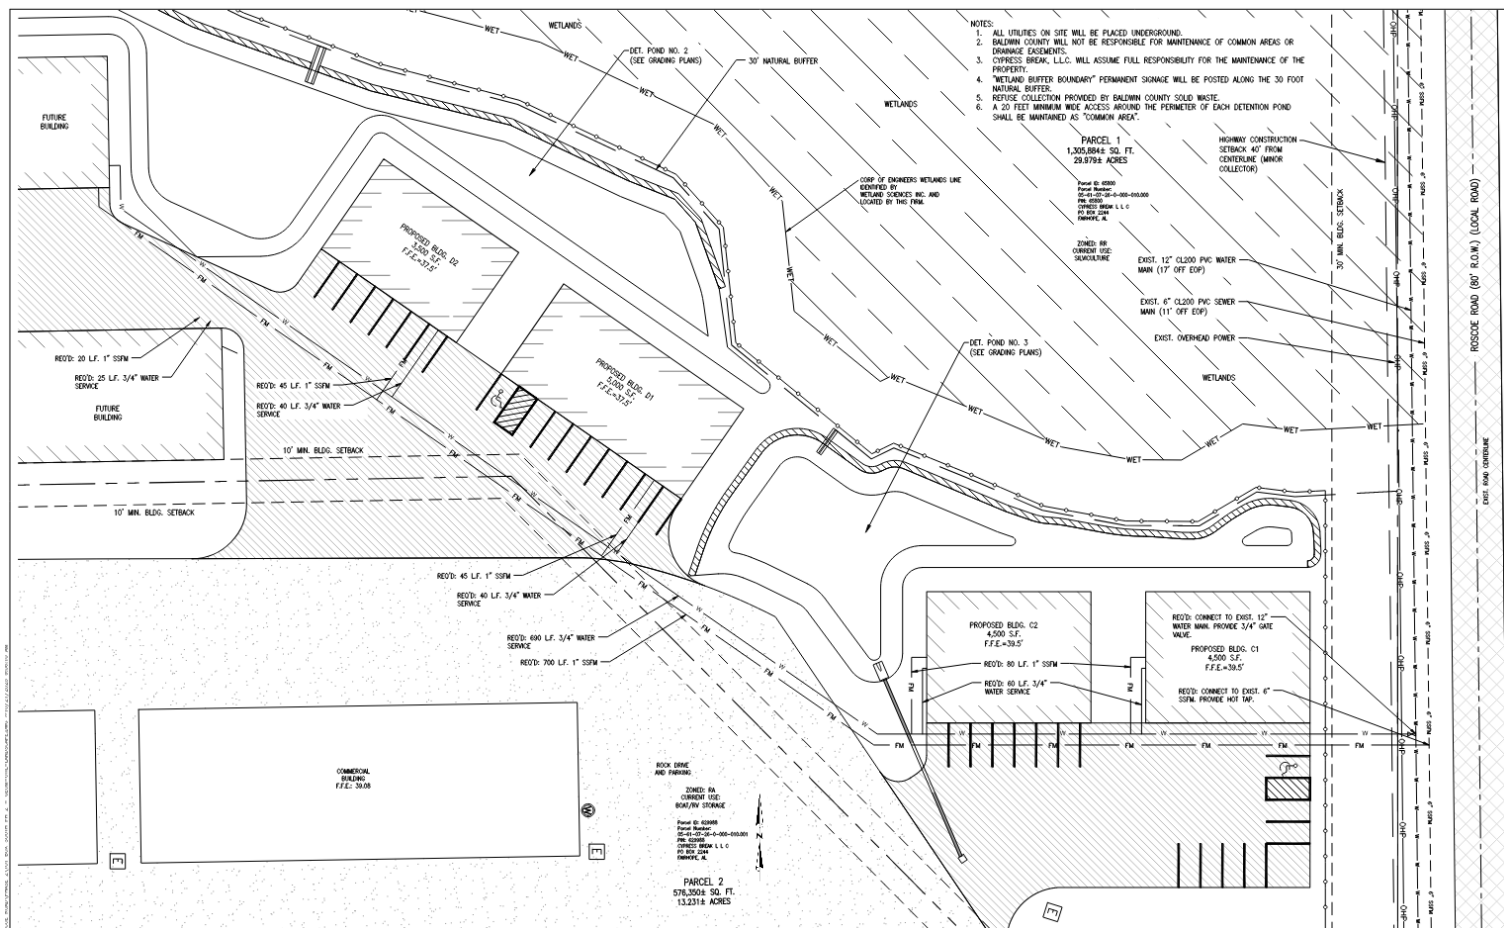 WETLANDS
DET. POND NO. 2
(SEE GRADING PLANS)
30' NATURAL BUFFER
NOTES:
1. ALL UTILITIES ON SITE WILL BE PLACED UNDERGROUND.
2. BALDWIN COUNTY WILL NOT BE RESPONSIBLE FOR MAINTENANCE OF COMMON AREAS OR
DRAINAGE EASEMENTS.
3. CYPRESS BREAK, L.L.C. WILL ASSUME FULL RESPONSIBILITY FOR THE MAINTENANCE OF THE
PROPERTY.
4. "WETLAND BUFFER BOUNDARY" PERMANENT SIGNAGE WILL BE POSTED ALONG THE 30 FOOT
NATURAL BUFFER.
5. REFUSE COLLECTION PROVIDED BY BALDWIN COUNTY SOLID WASTE.
6. A 20 FEET MINIMUM WIDE ACCESS AROUND THE PERIMETER OF EACH DETENTION POND
SHALL BE MAINTAINED AS "COMMON AREA".
WETLANDS
PARCEL 1
1,305,884± SQ. FT.
29.979± ACRES
CYPRESS BREAK L L C
PO BOX 2244
FAIRHOPE, AL
ZONED: RR
CURRENT USE:
SILVICULTURE
HIGHWAY CONSTRUCTION
SETBACK 40' FROM
CENTERLINE (MINOR
COLLECTOR)
CORP OF ENGINEERS WETLANDS LINE
IDENTIFIED BY
WETLAND SCIENCES INC. AND
LOCATED BY THIS FIRM.
30' MIN. BLDG. SETBACK
EXIST. 12" CL200 PVC WATER
MAIN (17' OFF EOP)
EXIST. 6" CL200 PVC SEWER
MAIN (11' OFF EOP)
EXIST. OVERHEAD POWER
WETLANDS
ROSCOE ROAD (80' R.O.W.) (LOCAL ROAD)
EXIST. ROAD CENTERLINE
FUTURE
BUILDING
PROPOSED BLDG. D2
3,500 S.F.
F.F.E.=37.5'
PROPOSED BLDG. D1
5,000 S.F.
F.F.E.=37.5'
DET. POND NO. 3
(SEE GRADING PLANS)
REQ'D: 20 L.F. 1" SSFM
REQ'D: 25 L.F. 3/4" WATER
SERVICE
FUTURE
BUILDING
REQ'D: 45 L.F. 1" SSFM
REQ'D: 40 L.F. 3/4" WATER
SERVICE
10' MIN. BLDG. SETBACK
10' MIN. BLDG. SETBACK
REQ'D: 45 L.F. 1" SSFM
REQ'D: 40 L.F. 3/4" WATER
SERVICE
REQ'D: 690 L.F. 3/4" WATER
SERVICE
REQ'D: 700 L.F. 1" SSFM
PROPOSED BLDG. C2
4,500 S.F.
F.F.E.=39.5'
REQ'D: 80 L.F. 1" SSFM
REQ'D: 60 L.F. 3/4"
WATER SERVICE
REQ'D: CONNECT TO EXIST. 12"
WATER MAIN. PROVIDE 3/4" GATE
VALVE.
PROPOSED BLDG. C1
4,500 S.F.
F.F.E.=39.5'
REQ'D: CONNECT TO EXIST. 6"
SSFM. PROVIDE HOT TAP.
COMMERCIAL
BUILDING
F.F.E.: 39.08
ROCK DRIVE
AND PARKING
ZONED: RA
CURRENT USE:
BOAT/RV STORAGE
CYPRESS BREAK L L C
PO BOX 2244
FAIRHOPE, AL
N
PARCEL 2
576,350± SQ. FT.
13.231± ACRES
W
E
E
E